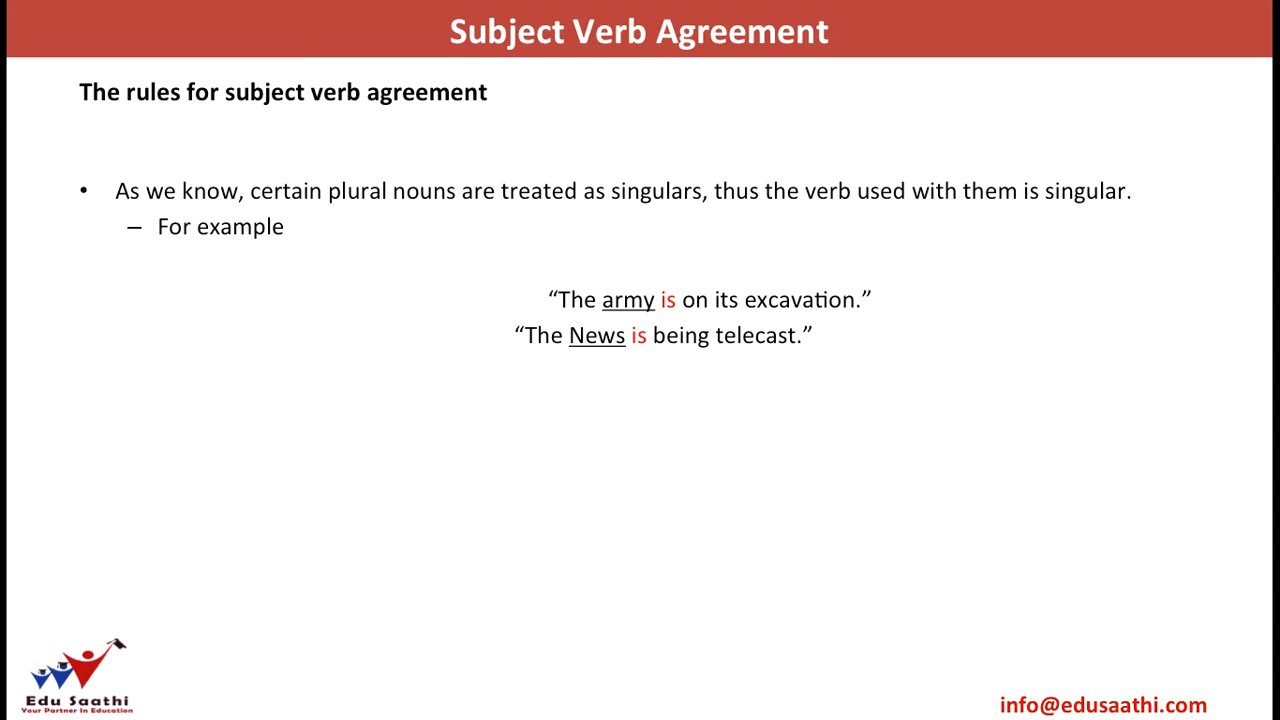 Subject Verb Agreement
The rules for subject verb agreement
• As we know, certain plural nouns are treated as singulars, thus the verb used with them is singular.
– For example
“The army is on its excavation.”
“The News is being telecast.”
Edu Saathi
Your Partner In Education
info@edusaathi.com